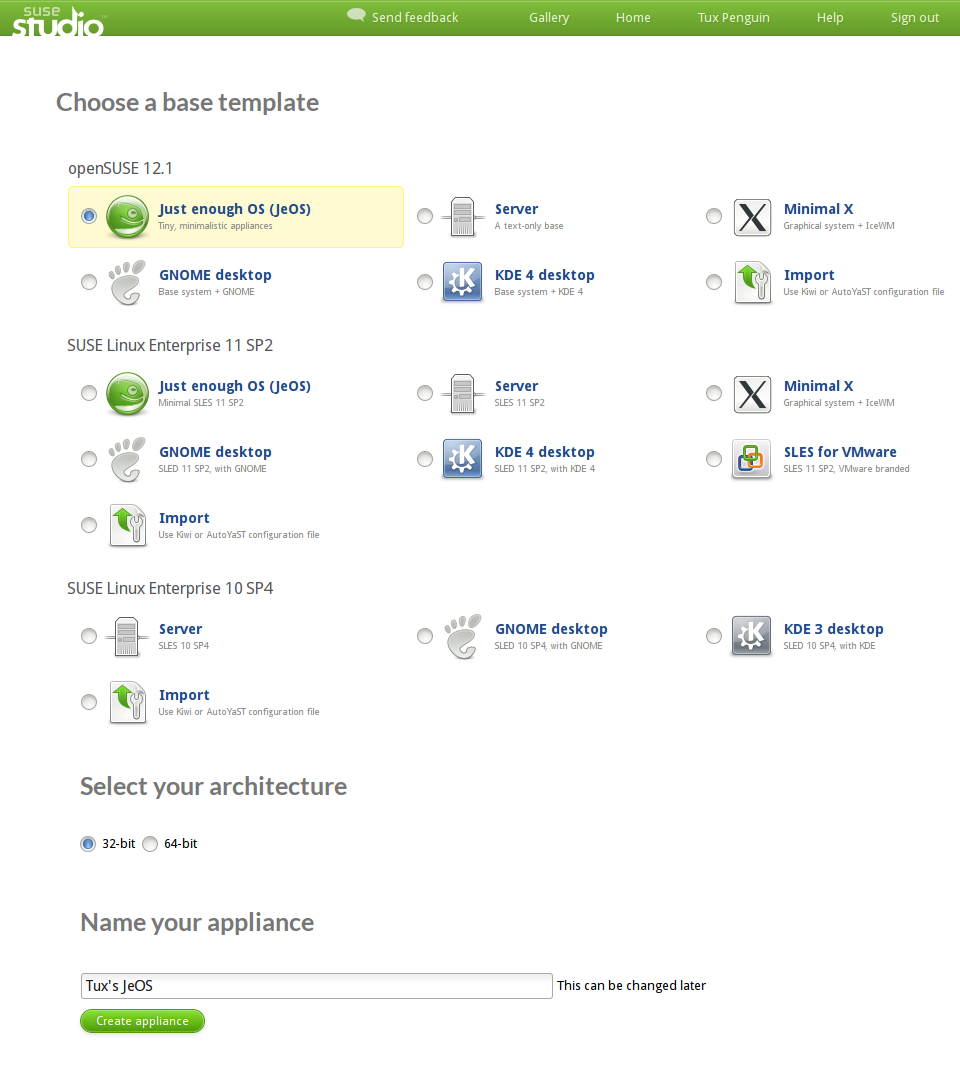 suse
studio
Send feedback Gallery Home Tux Penguin Help Sign out
Choose a base template
openSUSE 12.1
Just enough OS (JeOS)
Tiny, minimalistic appliances
Server
A text-only base
Minimal X
Graphical system + IceWM
GNOME desktop
Base system + GNOME
KDE 4 desktop
Base system + KDE 4
Import
Use Kiwi or AutoYaST configuration file
SUSE Linux Enterprise 11 SP2
Just enough OS (JeOS)
Minimal SLES 11 SP2
Server
SLES 11 SP2
Minimal X
Graphical system + IceWM
GNOME desktop
SLED 11 SP2, with GNOME
KDE 4 desktop
SLED 11 SP2, with KDE 4
SLES for VMware
SLES 11 SP2, VMware branded
Import
Use Kiwi or AutoYaST configuration file
SUSE Linux Enterprise 10 SP4
Server
SLES 10 SP4
GNOME desktop
SLED 10 SP4, with GNOME
KDE 3 desktop
SLED 10 SP4, with KDE
Import
Use Kiwi or AutoYaST configuration file
Select your architecture
32-bit 64-bit
Name your appliance
Tux's JeOS This can be changed later
Create appliance